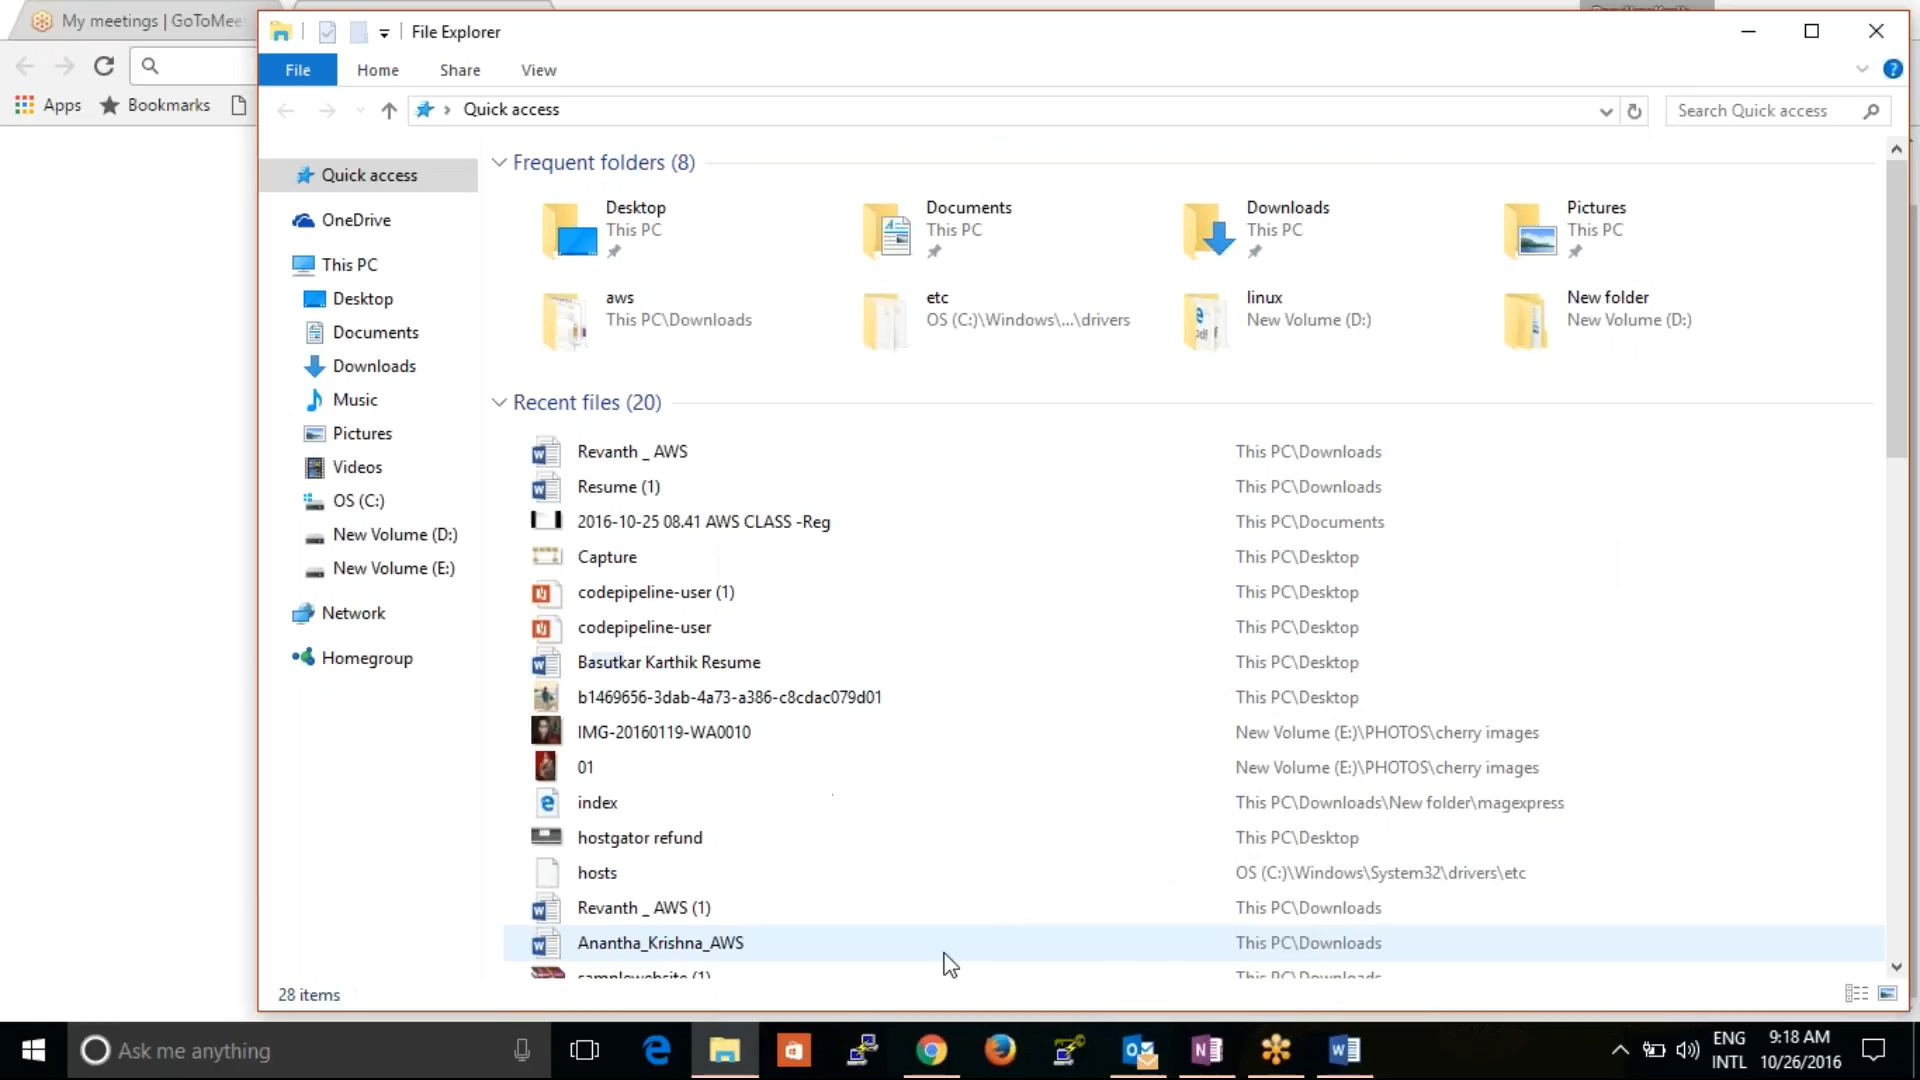 My meetings | GoToMee
File Explorer
File
Home
Share
View
Quick access
Search Quick access
Apps
Bookmarks
Quick access
OneDrive
This PC
Desktop
Documents
Downloads
Music
Pictures
Videos
OS (C:)
New Volume (D:)
New Volume (E:)
Network
Homegroup
Frequent folders (8)
Desktop
This PC
Documents
This PC
Downloads
This PC
Pictures
This PC
aws
This PC\Downloads
etc
OS (C:)\Windows\...\drivers
linux
New Volume (D:)
New folder
New Volume (D:)
Recent files (20)
Revanth _ AWS This PC\Downloads
Resume (1) This PC\Downloads
2016-10-25 08.41 AWS CLASS -Reg This PC\Documents
Capture This PC\Desktop
codepipeline-user (1) This PC\Desktop
codepipeline-user This PC\Desktop
Basutkar Karthik Resume This PC\Desktop
b1469656-3dab-4a73-a386-c8cdac079d01 This PC\Desktop
IMG-20160119-WA0010 New Volume (E:)\PHOTOS\cherry images
01 New Volume (E:)\PHOTOS\cherry images
index This PC\Downloads\New folder\magexpress
hostgator refund This PC\Desktop
hosts OS (C:)\Windows\System32\drivers\etc
Revanth _ AWS (1) This PC\Downloads
Anantha_Krishna_AWS This PC\Downloads
samplewebsite (1) This PC\Downloads
28 items
Ask me anything
ENG
INTL
9:18 AM
10/26/2016